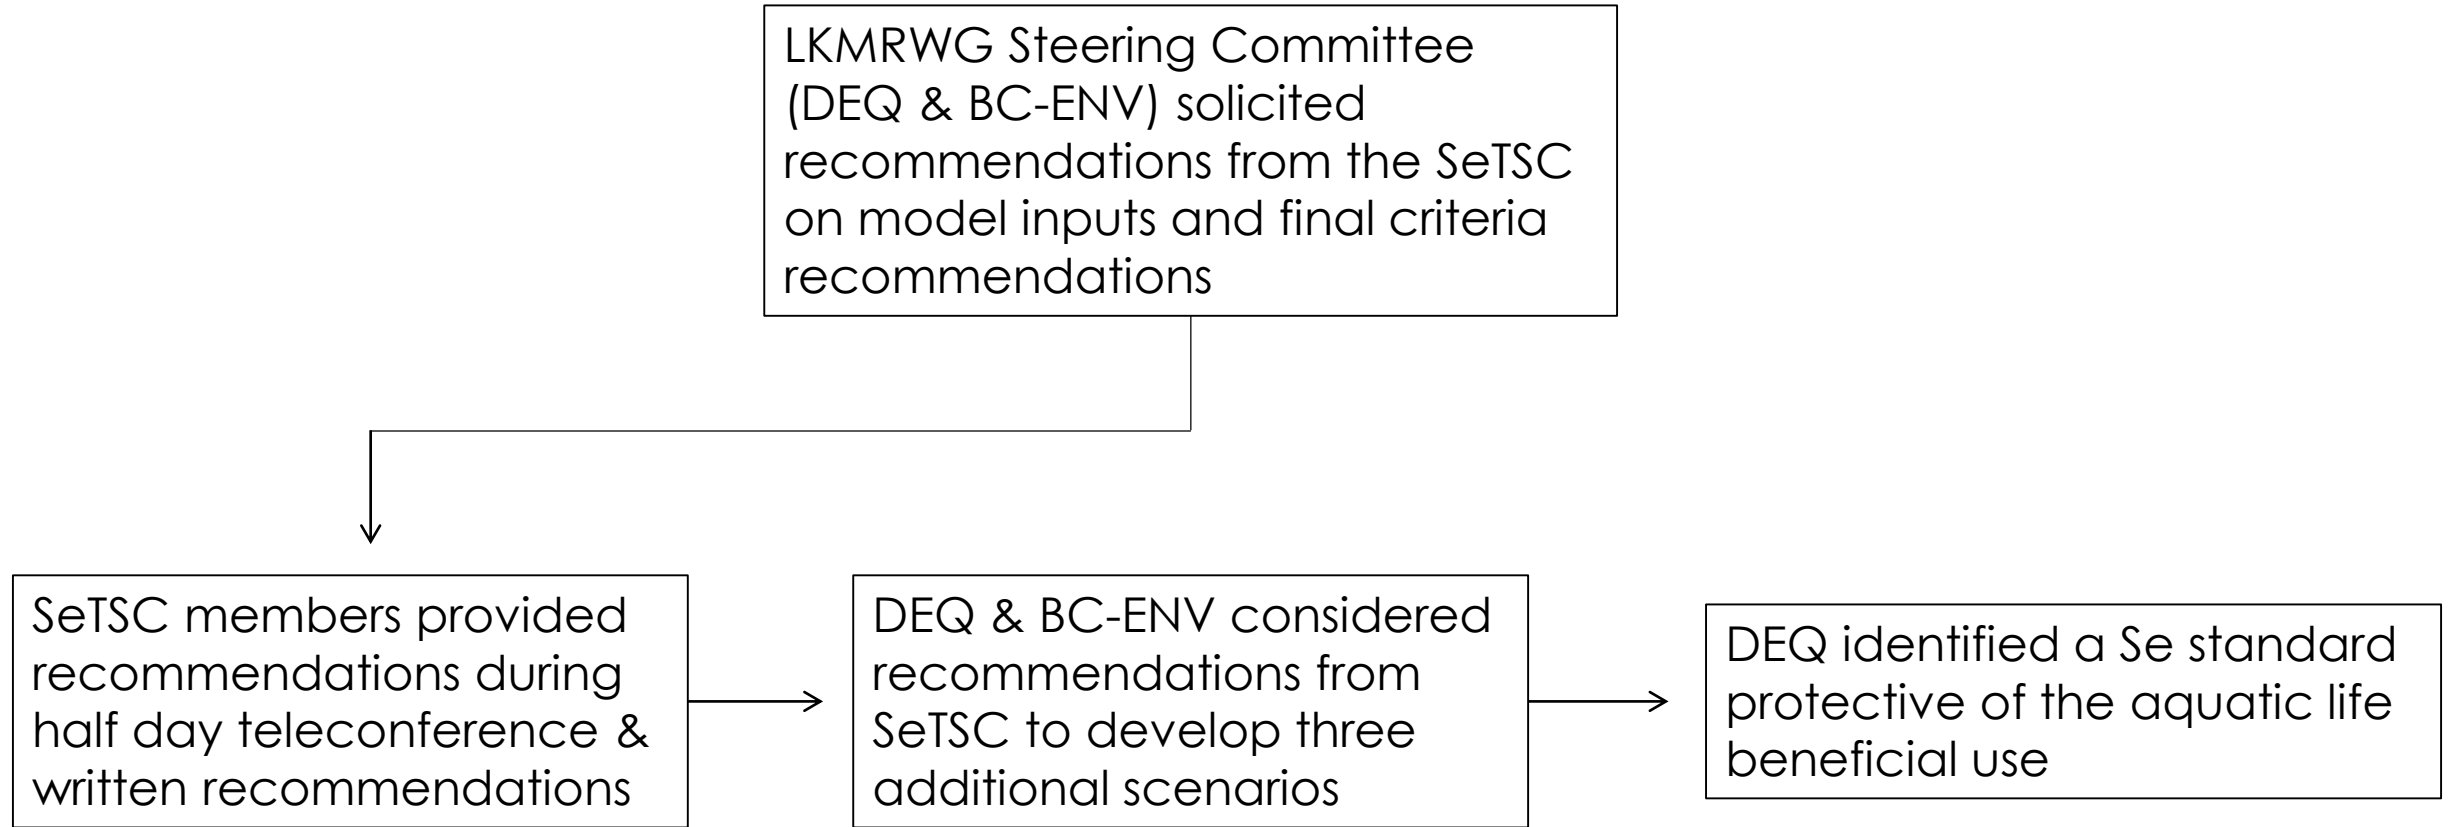 LKMRWG Steering Committee
(DEQ & BC-ENV) solicited
recommendations from the SeTSC
on model inputs and final criteria
recommendations
SeTSC members provided
recommendations during
half day teleconference &
written recommendations
DEQ & BC-ENV considered
recommendations from
SeTSC to develop three
additional scenarios
DEQ identified a Se standard
protective of the aquatic life
beneficial use